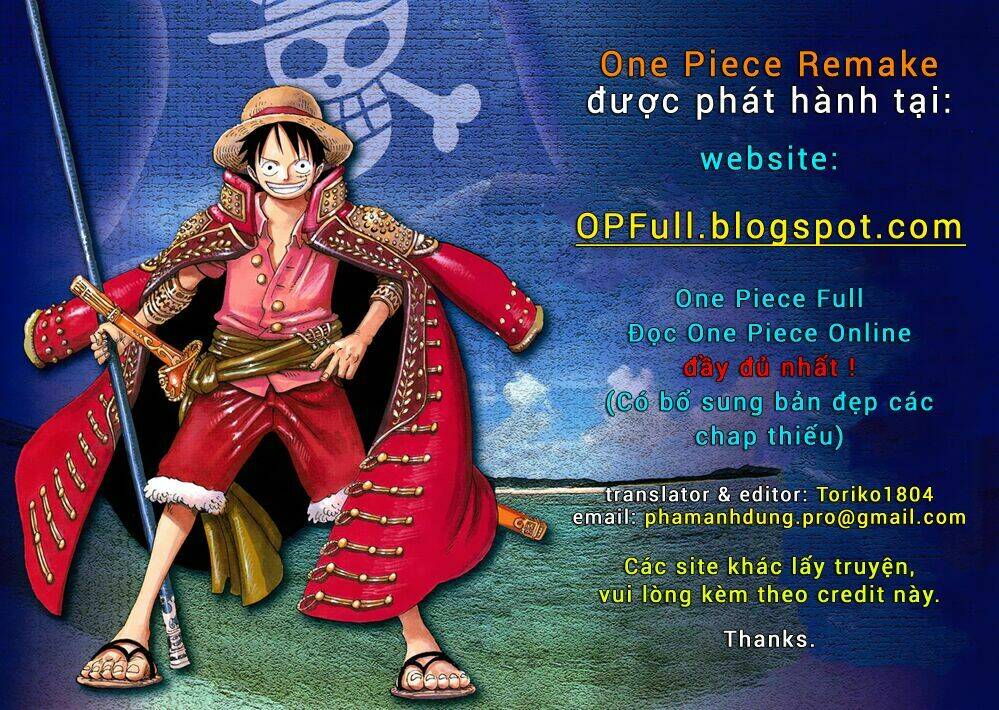 One Piece Remake
được phát hành tại:
website:
OPFull.blogspot.com
One Piece Full
Đọc One Piece Online
đầy đủ nhất !
(Có bổ sung bản đẹp các
chap thiếu)
translator & editor: Toriko1804
email: phamanhdung.pro@gmail.com
Các site khác lấy truyện,
vui lòng kèm theo credit này.
Thanks.